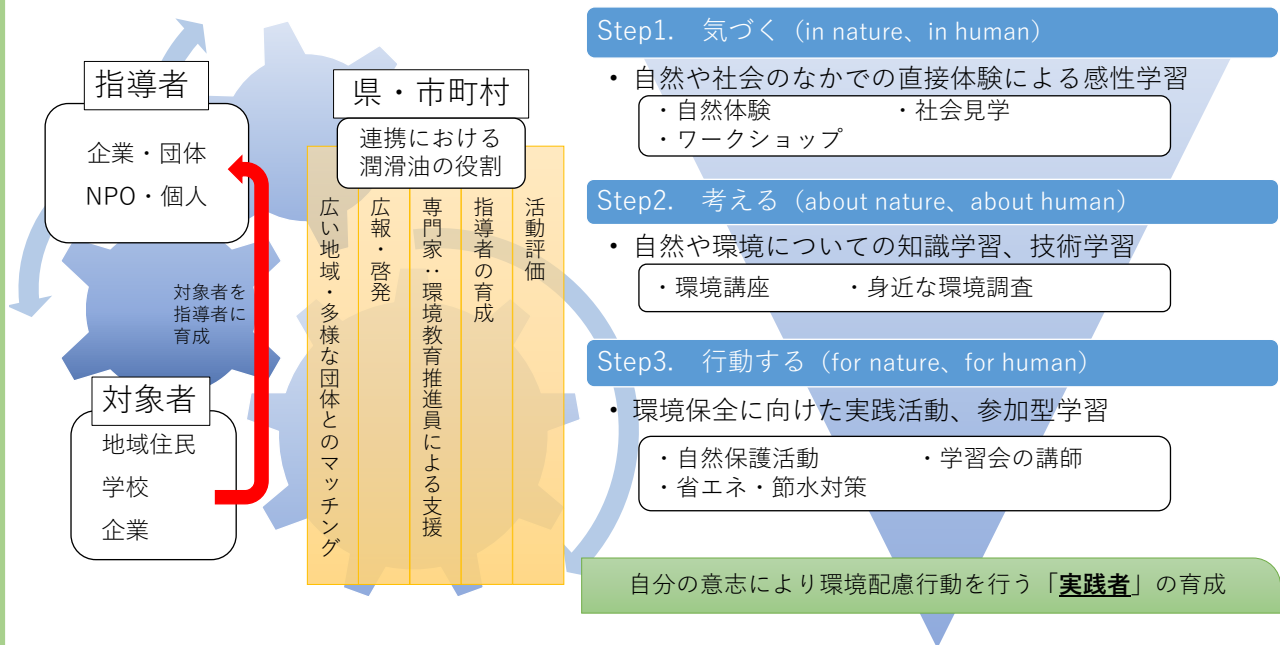 指導者
企業・団体
NPO・個人
対象者を
指導者に
育成
対象者
地域住民
学校
企業
県・市町村
連携における
潤滑油の役割
広い地域・多様な団体とのマッチング
広報・啓発
専門家：環境教育推進員による支援
指導者の育成
活動評価
Step1.　気づく（in nature、in human）
• 自然や社会のなかでの直接体験による感性学習
・自然体験　・社会見学
・ワークショップ
Step2.　考える（about nature、about human）
• 自然や環境についての知識学習、技術学習
・環境講座　・身近な環境調査
Step3.　行動する（for nature、for human）
• 環境保全に向けた実践活動、参加型学習
・自然保護活動　・学習会の講師
・省エネ・節水対策
自分の意志により環境配慮行動を行う「実践者」の育成